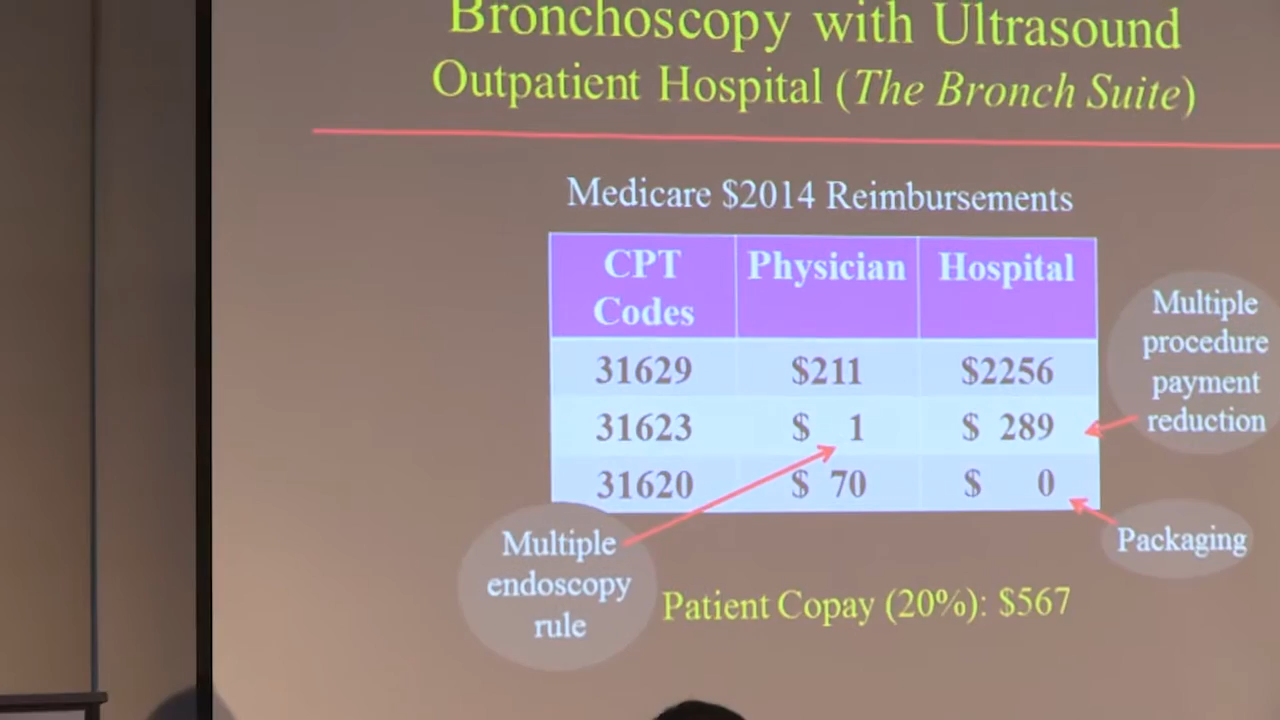 Bronchoscopy with Ultrasound
Outpatient Hospital (The Bronch Suite)
Medicare $2014 Reimbursements
CPT Codes Physician Hospital
31629 $211 $2256
31623 $ 1 $ 289
31620 $ 70 $ 0
Multiple
procedure
payment
reduction
Packaging
Multiple
endoscopy
rule
Patient Copay (20%): $567